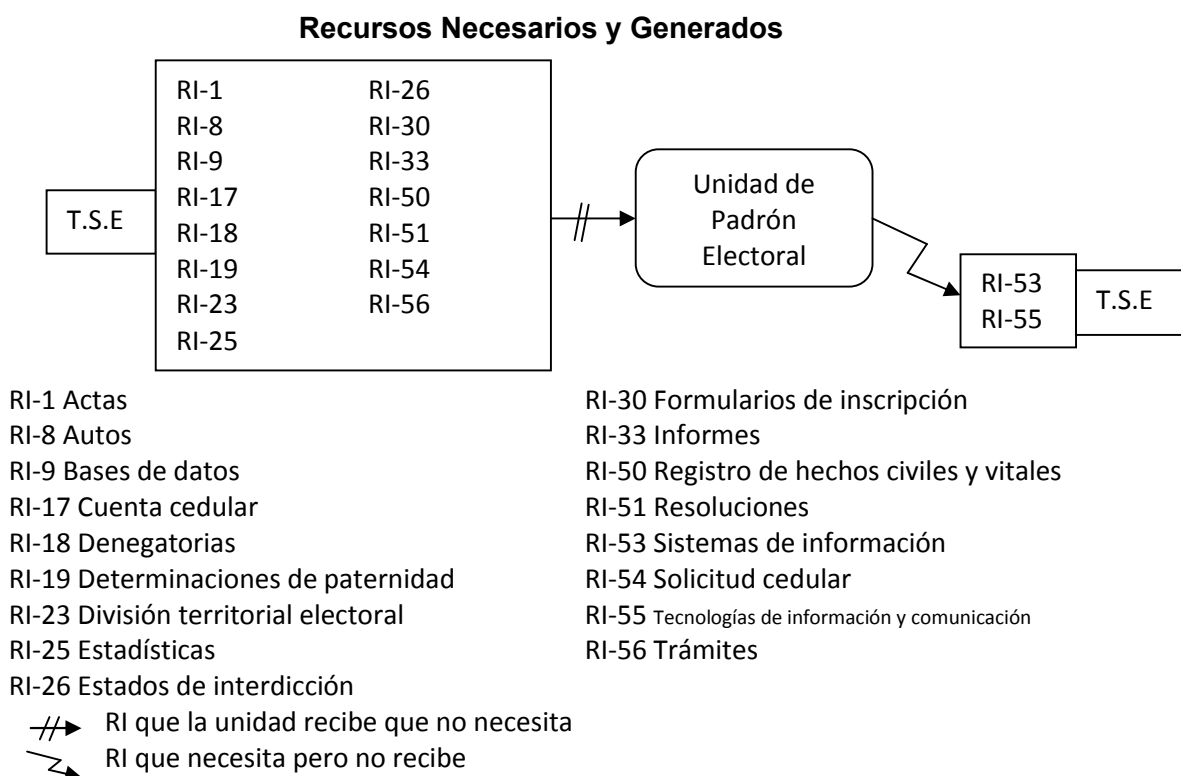 Recursos Necesarios y Generados
T.S.E
RI-1
RI-8
RI-9
RI-17
RI-18
RI-19
RI-23
RI-25
RI-26
RI-30
RI-33
RI-50
RI-51
RI-54
RI-56
Unidad de
Padrón
Electoral
RI-53
RI-55
T.S.E
RI-1 Actas
RI-8 Autos
RI-9 Bases de datos
RI-17 Cuenta cedular
RI-18 Denegatorias
RI-19 Determinaciones de paternidad
RI-23 División territorial electoral
RI-25 Estadísticas
RI-26 Estados de interdicción
RI-30 Formularios de inscripción
RI-33 Informes
RI-50 Registro de hechos civiles y vitales
RI-51 Resoluciones
RI-53 Sistemas de información
RI-54 Solicitud cedular
RI-55 Tecnologías de información y comunicación
RI-56 Trámites
RI que la unidad recibe que no necesita
RI que necesita pero no recibe